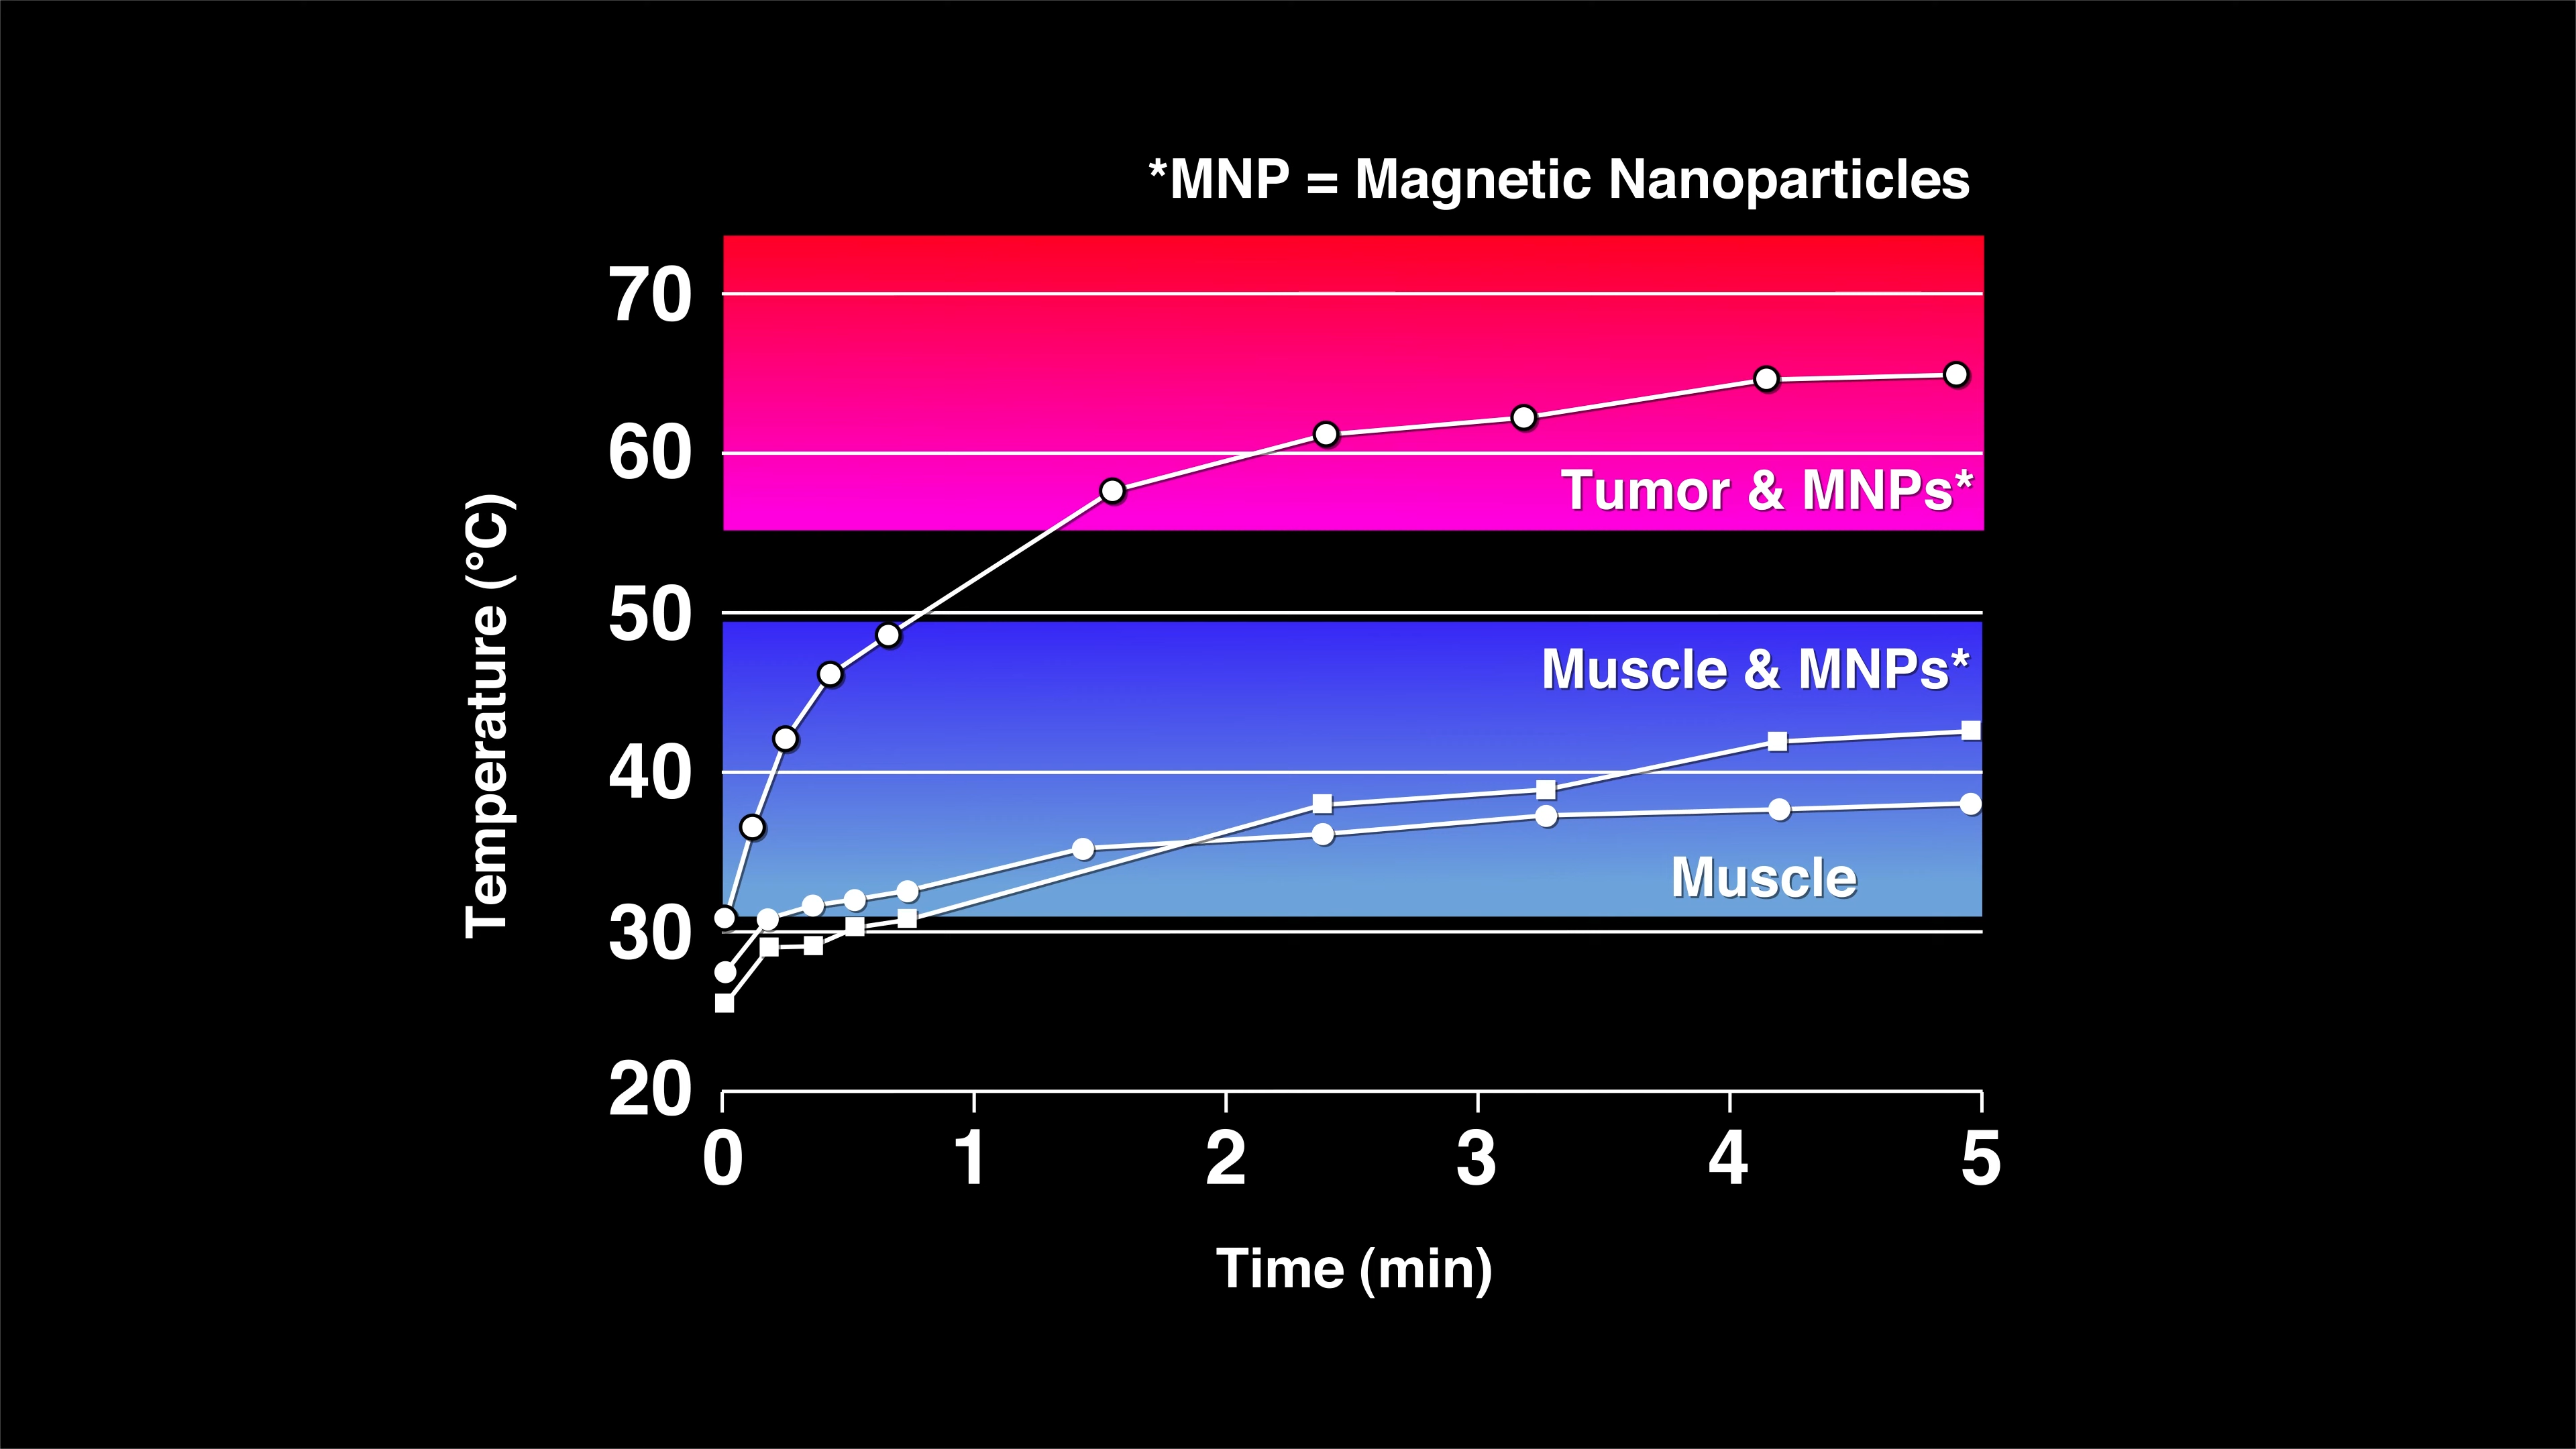 *MNP = Magnetic Nanoparticles
70
60
Tumor & MNPs*
50
Muscle & MNPs*
40
Muscle
30
20
Temperature (°C)
0 1 2 3 4 5
Time (min)